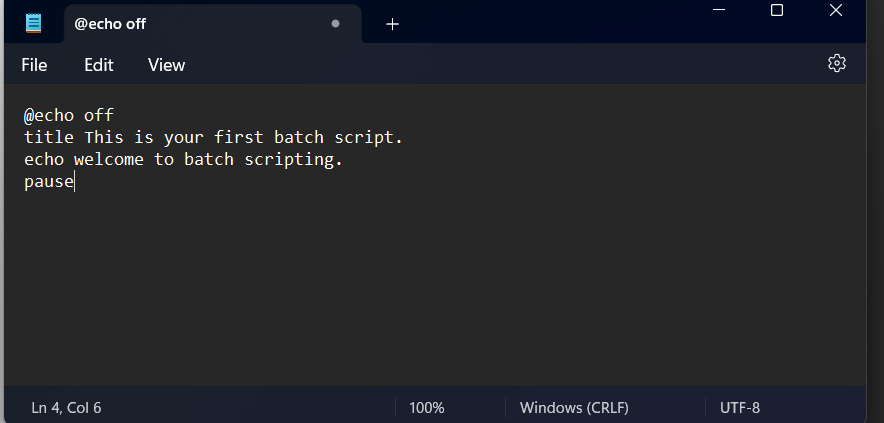 @echo off
File Edit View
@echo off
title This is your first batch script.
echo welcome to batch scripting.
pause
Ln 4, Col 6 100% Windows (CRLF) UTF-8